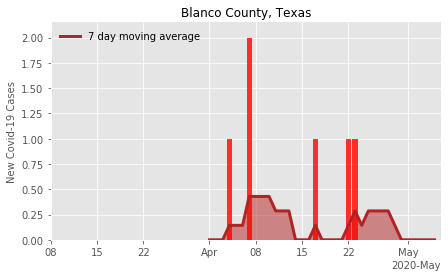 Blanco County, Texas
7 day moving average
New Covid-19 Cases
2.00
1.75
1.50
1.25
1.00
0.75
0.50
0.25
0.00
08 15 22 Apr 08 15 22 May
2020-May